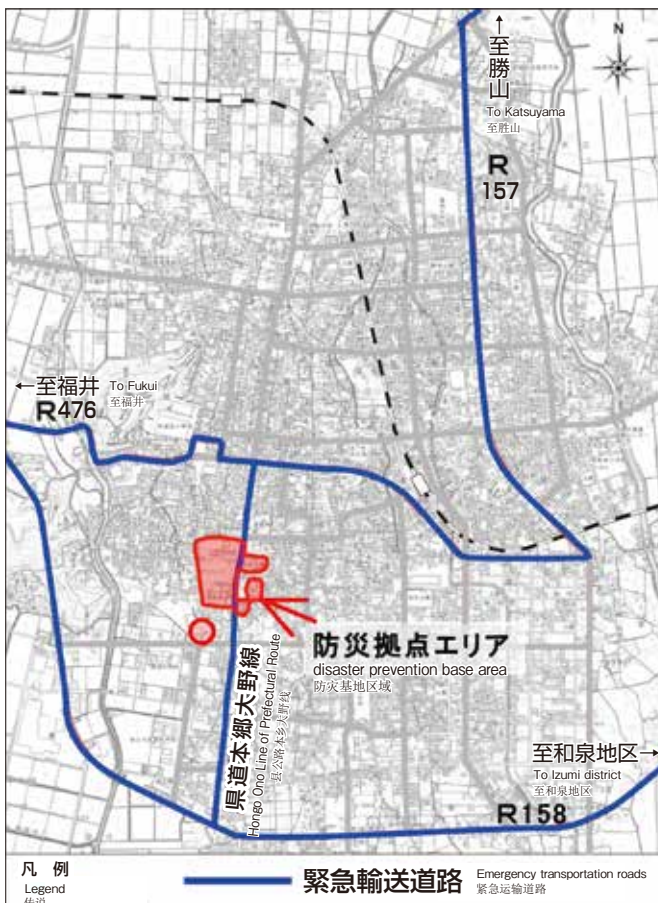 N
↑
至勝山
To Katsuyama
至胜山
R
157
←至福井 To Fukui
至福井
R476
防災拠点エリア
disaster prevention base area
防灾基地区域
県道本郷大野線
Hongo Ono Line of Prefectural Route
县公路本乡大野线
至和泉地区→
To Izumi district
至和泉地区
R158
凡 例
Legend
传说
緊急輸送道路 Emergency transportation roads
紧急运输道路